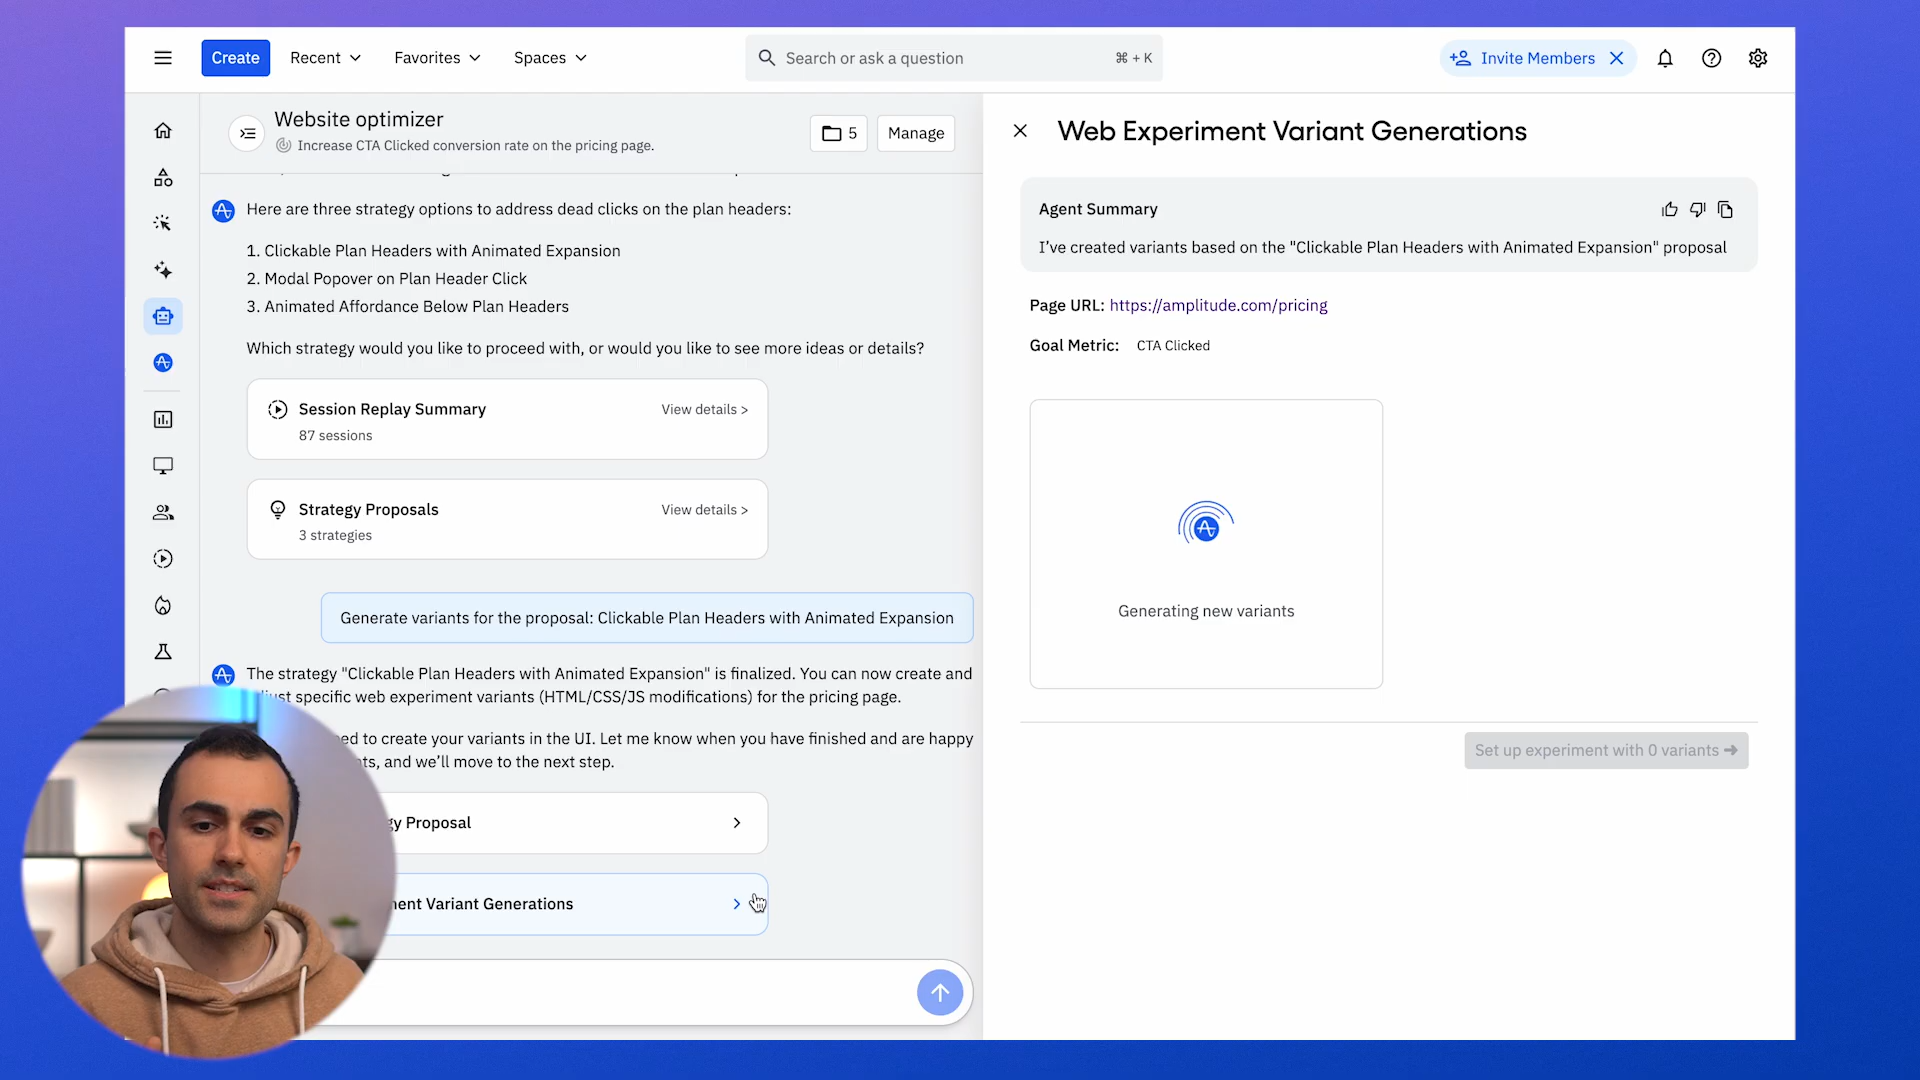 Create
Recent
Favorites
Spaces
Search or ask a question
⌘ + K
Invite Members
Website optimizer
Increase CTA Clicked conversion rate on the pricing page.
5
Manage
Here are three strategy options to address dead clicks on the plan headers:
1. Clickable Plan Headers with Animated Expansion
2. Modal Popover on Plan Header Click
3. Animated Affordance Below Plan Headers
Which strategy would you like to proceed with, or would you like to see more ideas or details?
Session Replay Summary
View details >
87 sessions
Strategy Proposals
View details >
3 strategies
Generate variants for the proposal: Clickable Plan Headers with Animated Expansion
The strategy "Clickable Plan Headers with Animated Expansion" is finalized. You can now create and
specific web experiment variants (HTML/CSS/JS modifications) for the pricing page.
to create your variants in the UI. Let me know when you have finished and are happy
and we'll move to the next step.
Proposal
Variant Generations
Web Experiment Variant Generations
Agent Summary
I've created variants based on the "Clickable Plan Headers with Animated Expansion" proposal
Page URL: https://amplitude.com/pricing
Goal Metric: CTA Clicked
Generating new variants
Set up experiment with 0 variants →